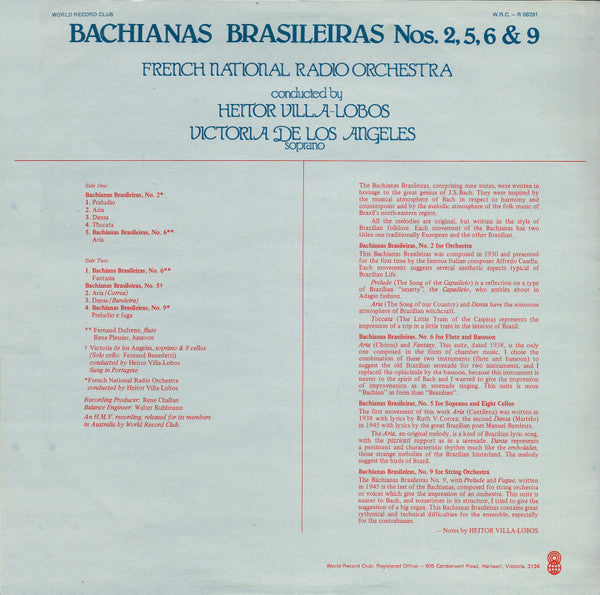 WORLD RECORD CLUB
W.R.C. – R 08291
BACHIANAS BRASILEIRAS Nos. 2, 5, 6 & 9
FRENCH NATIONAL RADIO ORCHESTRA
conducted by
HEITOR VILLA-LOBOS
VICTORIA DE LOS ANGELES
soprano
Side One
Bachianas Brasileiras, No. 2*
1. Preludio
2. Aria
3. Dansa
4. Tbccata
5. Bachianas Brasileiras, No. 6**
Aria
Side Two
1. Bachians Brasileiras, No. 6**
Fantasia
Bachianas Brasileiras, No. 5†
2. Aria (Correa)
3. Dansa (Bandeira)
4. Bachianas Brasileiras, No. 9*
Preludio e fuga
** Fernaud Dufrene, flute
Rene Plessier, bassoon
† Victoria de los Angeles, soprano & 8 cellos
(Solo cello: Fernaud Benedetti)
conducted by Heitor Villa-Lobos
Sung in Portugese
*French National Radio Orchestra
conducted by Heitor Villa-Lobos
Recording Producer: Rene Challan
Balance Engineer: Walter Ruhlmann
An H.M.V. recording, released for its members
in Australia by World Record Club.
The Bachianas Brasileiras, comprising nine suites, were written in
homage to the great genius of J.S. Bach. They were inspired by
the musical atmosphere of Bach in respect to harmony and
counterpoint and by the melodic atmosphere of the folk music of
Brazil's north-eastern region.
All the melodies are original, but written in the style of
Brazilian folklore. Each movement of the Bachianas has two
titles: one traditionally European and the other Brazilian.
Bachianas Brasileiras, No. 2 for Orchestra
This Bachianas Brasileiras was composed in 1930 and presented
for the first time by the famous Italian composer Alfredo Casella.
Each movement suggests several aspects typical of
Brazilian Life.
Prelude (The Song of the Capadicio) is a reflection on a type
of Brazilian "smarty", the Capadicio, who ambles about in
Adagio fashion.
Aria (The Song of our Country) and Dansa have the sonorous
atmosphere of Brazilian witchcraft.
Toccata (The Little Train of the Caipira) represents the
impression of a trip in a little train in the interior of Brazil.
Bachianas Brasileiras, No. 6 for Flute and Bassoon
Aria (Chorus) and Fantasy. This suite, dated 1938, is the only
one composed in the form of chamber music. I chose the
combination of these two instruments (flute and bassoon) to
suggest the old Brazilian serenade for two instruments, and I
replaced the ophicleide by the bassoon, because this instrument is
nearer to the spirit of Bach and I wanted to give the impression
of improvisation as in serenade singing. This suite is more
"Bachian" in foem than "Brazilian".
Bachianas Brasileiras, No. 5 for Soprano and Eight Cellos
The first movement of this work Aria (Cantilena) was written in
1938 with lyrics by Ruth V. Correz; the second Dansa (Martelo)
in 1945 with lyrics by the great Brazilian poet Manuel Bandeira.
The Aria, an original melody, is a kind of Brazilian lyric song,
with the pizzicati support as in a serenade. Dansa represents
a persistent and characteristic rhythm much like the emboladas,
those strange melodies of the Brazilian hinterland. The melody
suggest the birds of Brazil.
Bachianas Brasileiras, No. 9 for String Orchestra
The Bachianas Brasileiras No. 9, with Prelude and Fugue, written
in 1945 is the last of the Bachianas, composed for string orchestra
or voices which give the impression of an orchestra. This suite is
nearer to Bach, and sometimes in its structure, I tried to give the
suggestion of a big organ. This Bachianas contains great
rythmical and technical difficulties for the ensemble, especially
for the contrabasses.
– Notes by HEITOR VILLA-LOBOS
World Record Club: Registered Office: – 605 Camberwell Road, Hartwell, Victoria, 3124.